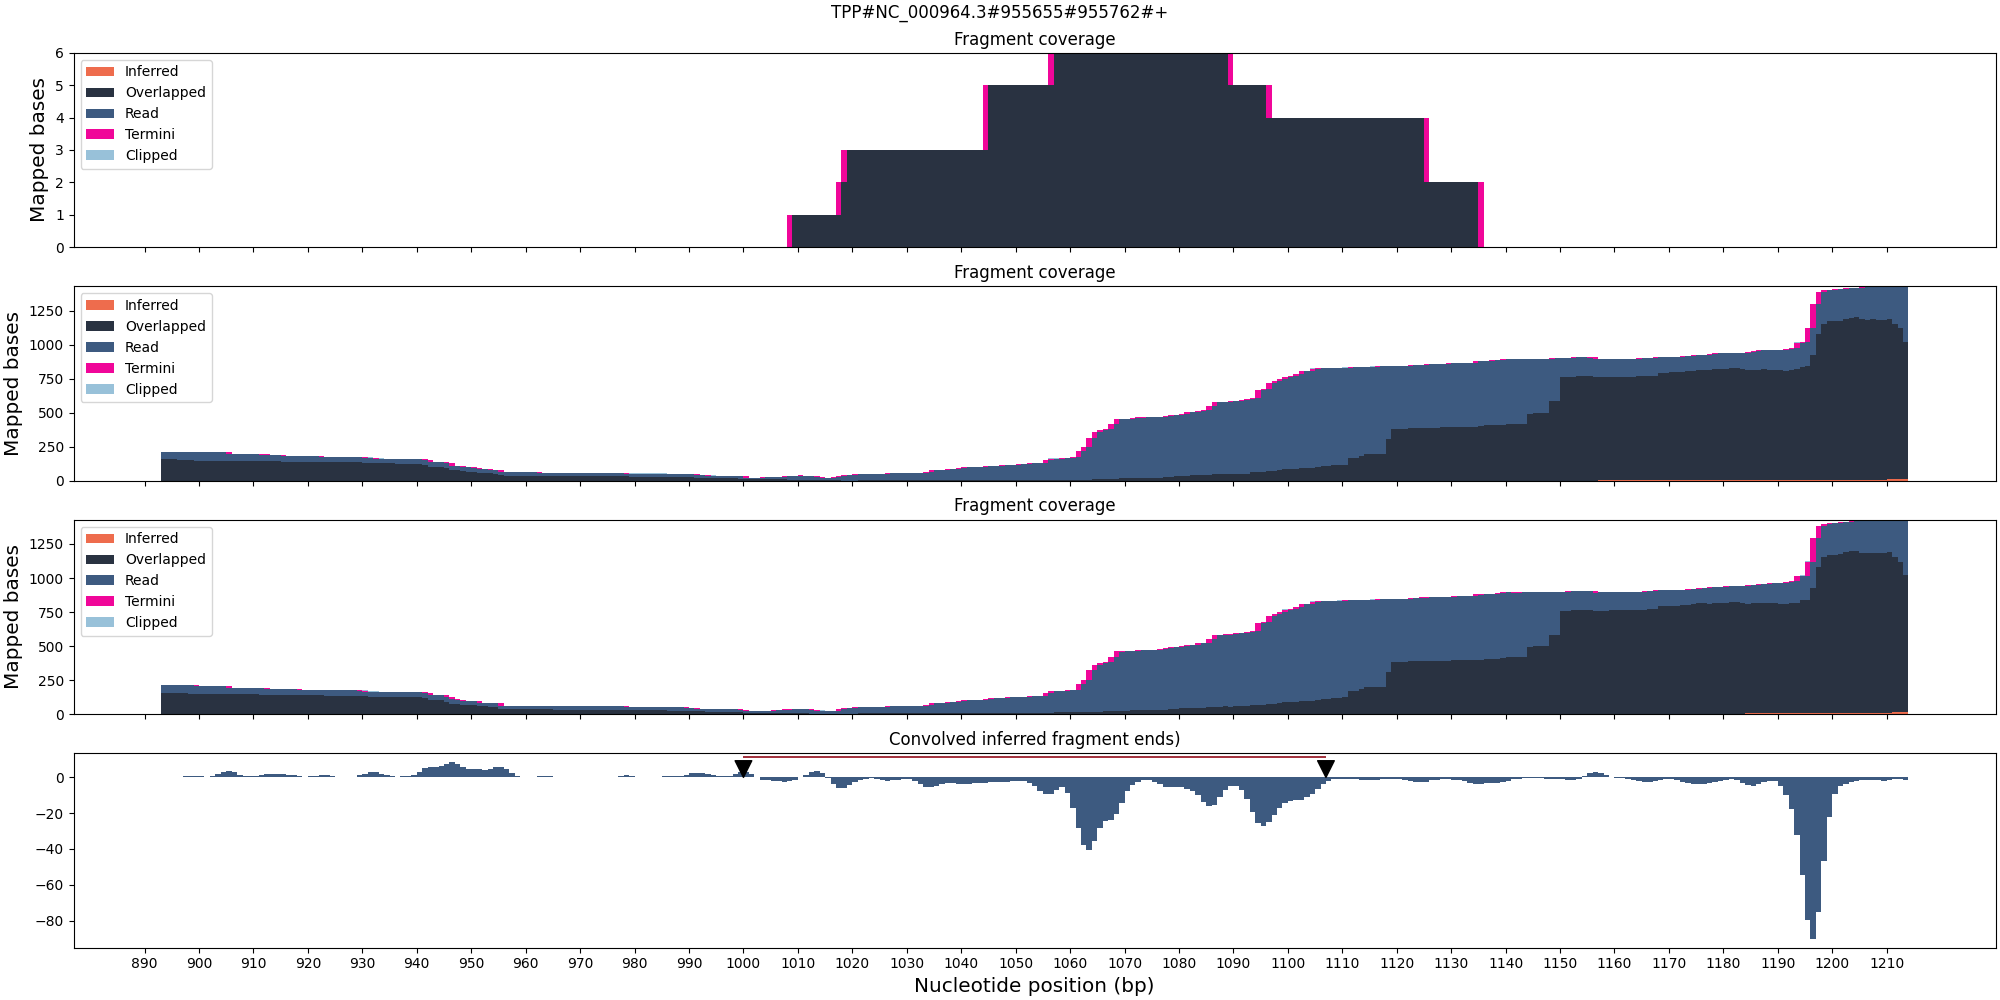 TPP#NC_000964.3#955655#955762#+
Fragment coverage
Mapped bases
6
5
4
3
2
1
0
Inferred
Overlapped
Read
Termini
Clipped
Fragment coverage
Mapped bases
1250
1000
750
500
250
0
Inferred
Overlapped
Read
Termini
Clipped
Fragment coverage
Mapped bases
1250
1000
750
500
250
0
Inferred
Overlapped
Read
Termini
Clipped
Convolved inferred fragment ends)
0
−20
−40
−60
−80
890 900 910 920 930 940 950 960 970 980 990 1000 1010 1020 1030 1040 1050 1060 1070 1080 1090 1100 1110 1120 1130 1140 1150 1160 1170 1180 1190 1200 1210
Nucleotide position (bp)